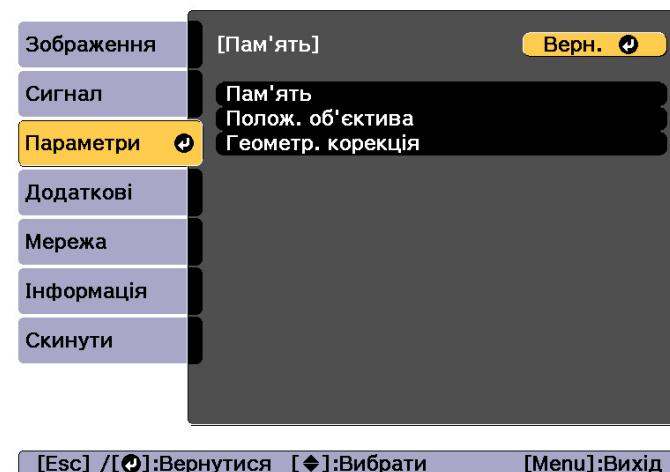 Зображення
Сигнал
Параметри
Додаткові
Мережа
Інформація
Скинути
[Пам'ять]
Верн.
Пам'ять
Полож. об'єктива
Геометр. корекція
[Esc] /[ ]:Вернутися [ ]:Вибрати [Menu]:Вихід